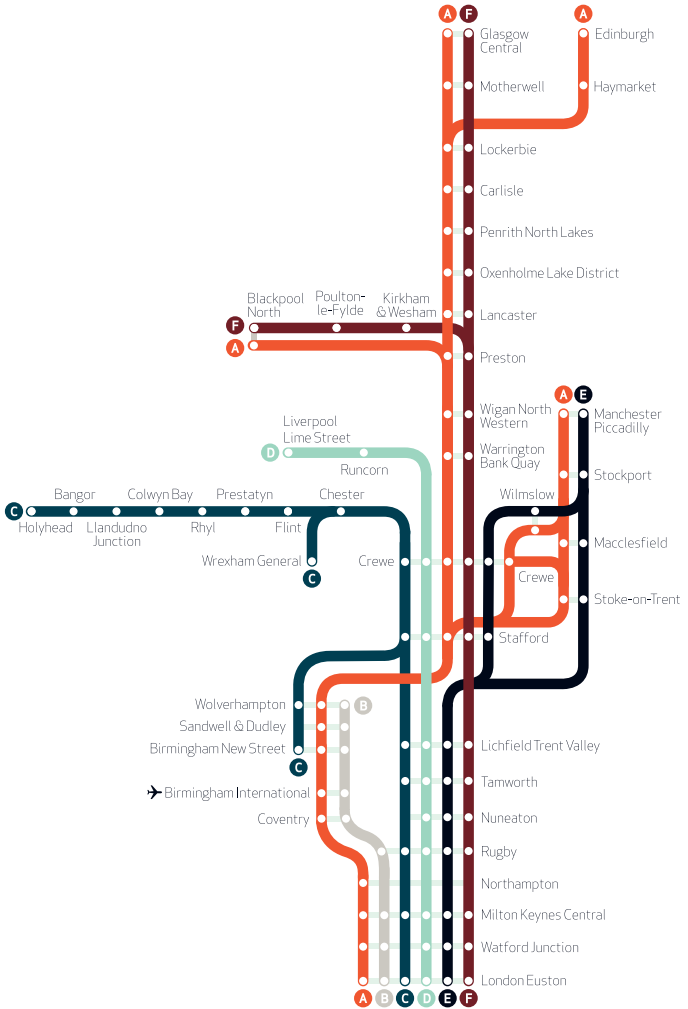 A F A
Glasgow
Central
Edinburgh
Motherwell
Haymarket
Lockerbie
Carlisle
Penrith North Lakes
Oxenholme Lake District
Blackpool
North
Poulton-
le-Fylde
Kirkham
& Wesham
Lancaster
F
A
Preston
A E
Wigan North
Western
Manchester
Piccadilly
Liverpool
Lime Street
D
Runcorn
Warrington
Bank Quay
Stockport
Bangor
Colwyn Bay
Prestatyn
Chester
Wilmslow
C
Holyhead
Llandudno
Junction
Rhyl
Flint
Macclesfield
Wrexham General
C
Crewe
Crewe
Stoke-on-Trent
Stafford
Wolverhampton
B
Sandwell & Dudley
Birmingham New Street
C
Lichfield Trent Valley
Birmingham International
Tamworth
Coventry
Nuneaton
Rugby
Northampton
Milton Keynes Central
Watford Junction
London Euston
A B C D E F